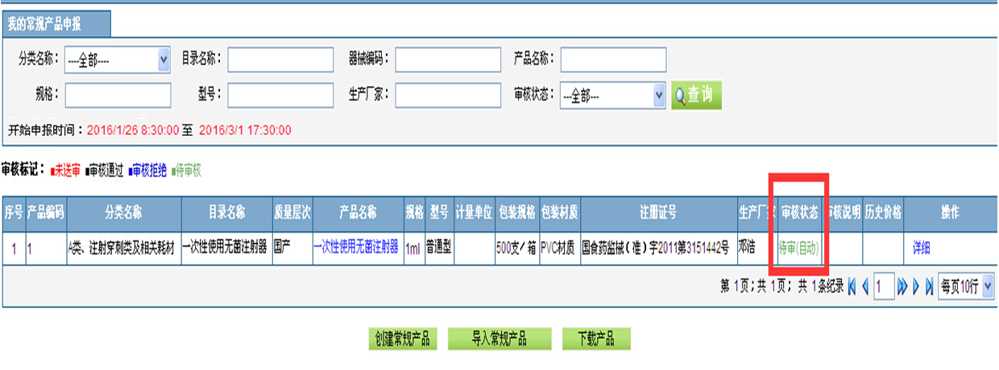 我的常规产品申报
分类名称： ----全部---- 目录名称： 器械编码： 产品名称：
规格： 型号： 生产厂家： 审核状态： ---全部--- 查询
开始申报时间：2016/1/26 8:30:00 至 2016/3/1 17:30:00
审核标记：■未送审 ■审核通过 ■审核拒绝 ■待审核
序号 产品编码 分类名称 目录名称 质量层次 产品名称 规格 型号 计量单位 包装规格 包装材质 注册证号 生产厂家 审核状态 审核说明 历史价格 操作
1 1 A类、注射穿刺类及相关耗材 一次性使用无菌注射器 国产 一次性使用无菌注射器 1ml 普通型 500支／箱 PVC材质 国食药监械（准）字2011第3151442号 邓浩 待审(自动) 详细
第 1页；共 1页； 共 1条纪录 1 每页10行
创建常规产品 导入常规产品 下载产品